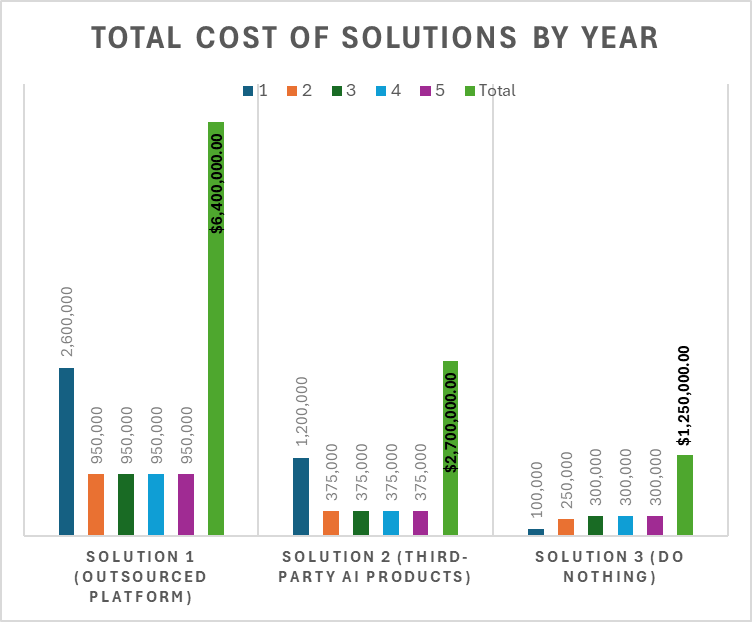 TOTAL COST OF SOLUTIONS BY YEAR
1 2 3 4 5 Total
2,600,000
950,000
950,000
950,000
950,000
$6,400,000.00
1,200,000
375,000
375,000
375,000
375,000
$2,700,000.00
100,000
250,000
300,000
300,000
300,000
$1,250,000.00
SOLUTION 1
(OUTSOURCED
PLATFORM)
SOLUTION 2 (THIRD-
PARTY AI PRODUCTS)
SOLUTION 3 (DO
NOTHING)